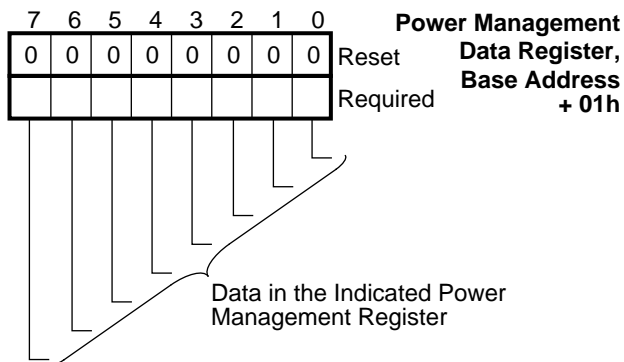 7 6 5 4 3 2 1 0
Power Management
Data Register,
Base Address
+ 01h
0 0 0 0 0 0 0 0 Reset
Required
Data in the Indicated Power
Management Register